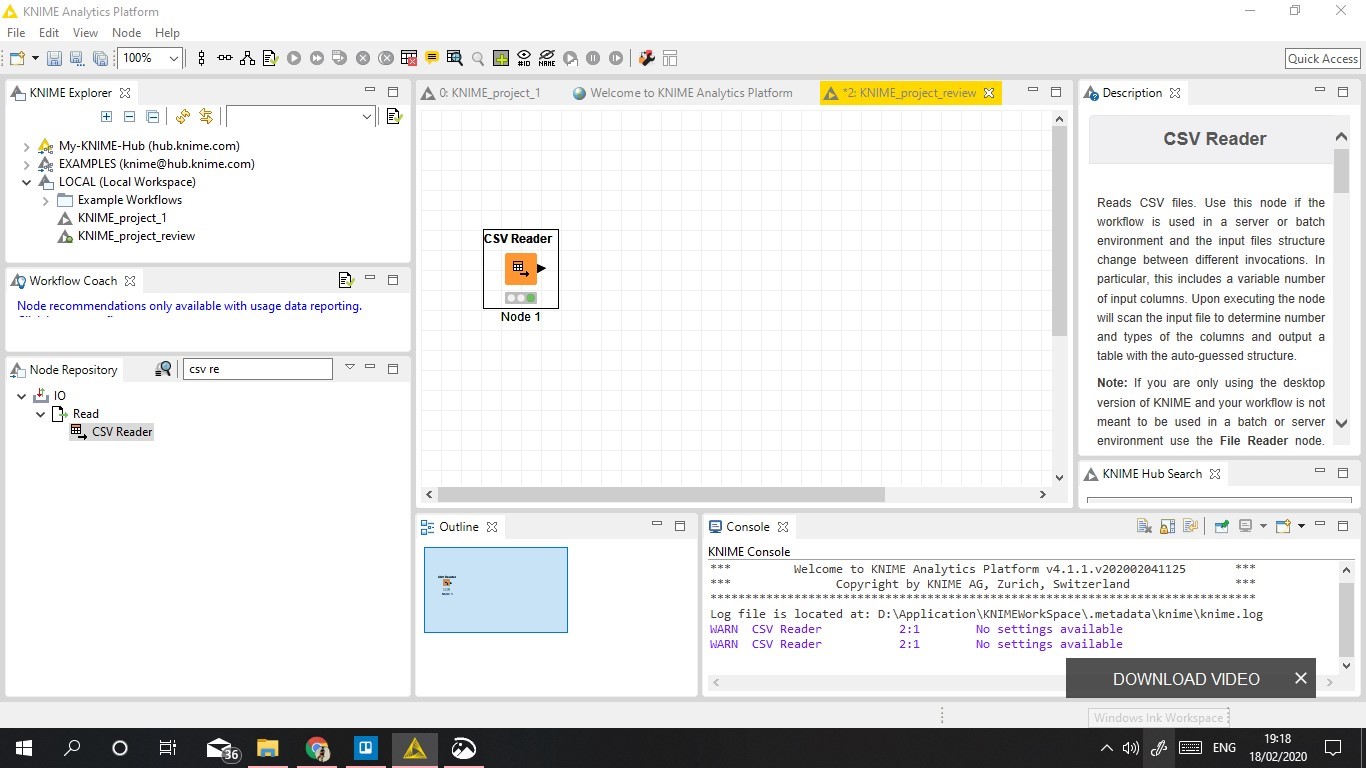 KNIME Analytics Platform
File Edit View Node Help
100%
#ID
NAME
Quick Access
KNIME Explorer
My-KNIME-Hub (hub.knime.com)
EXAMPLES (knime@hub.knime.com)
LOCAL (Local Workspace)
Example Workflows
KNIME_project_1
KNIME_project_review
Workflow Coach
Node recommendations only available with usage data reporting.
Node Repository
csv re
IO
Read
CSV Reader
0: KNIME_project_1
Welcome to KNIME Analytics Platform
*2: KNIME_project_review
CSV Reader
Node 1
Description
CSV Reader
Reads CSV files. Use this node if the
workflow is used in a server or batch
environment and the input files structure
change between different invocations. In
particular, this includes a variable number
of input columns. Upon executing the node
will scan the input file to determine number
and types of the columns and output a
table with the auto-guessed structure.
Note: If you are only using the desktop
version of KNIME and your workflow is not
meant to be used in a batch or server
environment use the File Reader node.
KNIME Hub Search
Outline
CSV Reader
Node 1
Console
KNIME Console
*** Welcome to KNIME Analytics Platform v4.1.1.v202002041125 ***
*** Copyright by KNIME AG, Zurich, Switzerland ***
**********************************************************************************
Log file is located at: D:\Application\KNIMEWorkSpace\.metadata\knime\knime.log
WARN CSV Reader 2:1 No settings available
WARN CSV Reader 2:1 No settings available
DOWNLOAD VIDEO
Windows Ink Workspace
36
ENG
19:18
18/02/2020